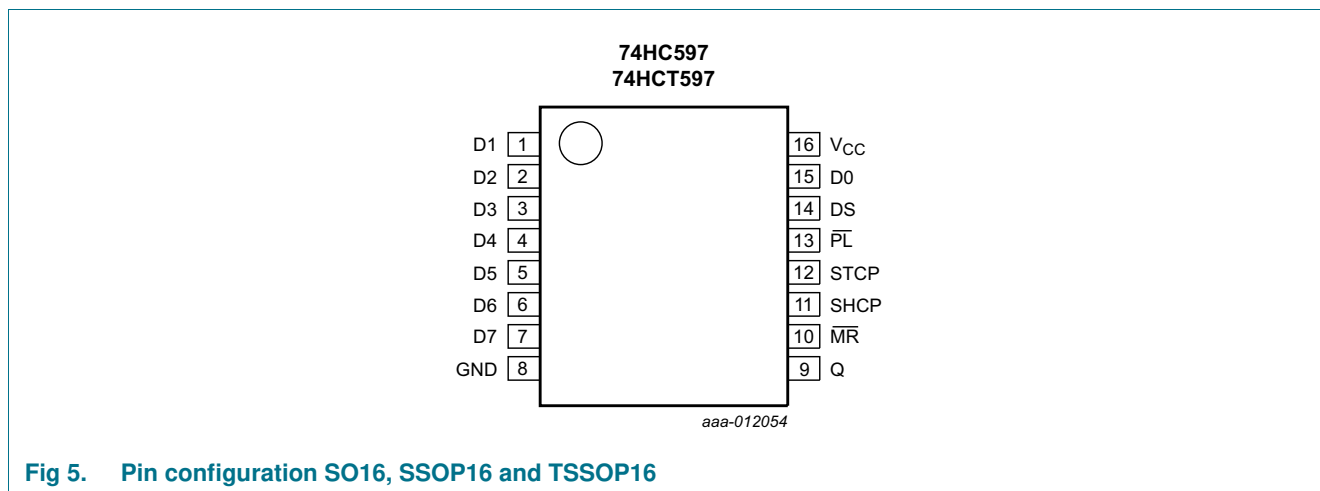 74HC597
74HCT597
D1 1
D2 2
D3 3
D4 4
D5 5
D6 6
D7 7
GND 8
16 VCC
15 D0
14 DS
13 P̅L̅
12 STCP
11 SHCP
10 M̅R̅
9 Q
aaa-012054
Fig 5. Pin configuration SO16, SSOP16 and TSSOP16